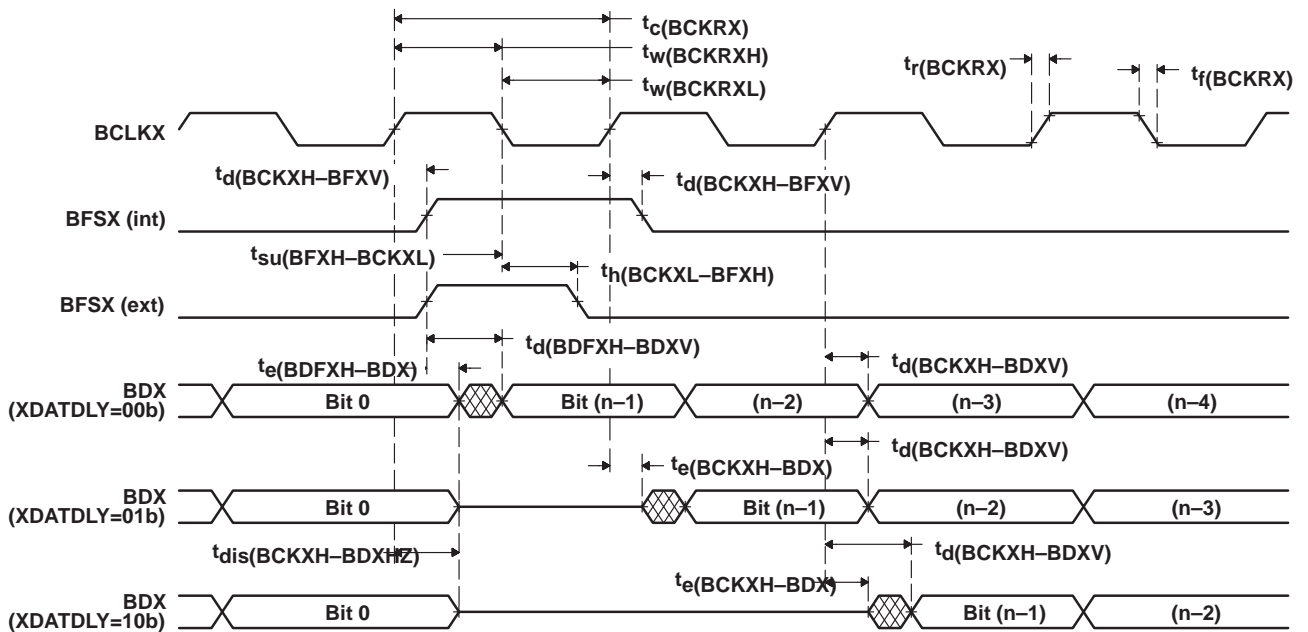 tc(BCKRX)
tw(BCKRXH)
tr(BCKRX)
tf(BCKRX)
tw(BCKRXL)
BCLKX
td(BCKXH–BFXV)
td(BCKXH–BFXV)
BFSX (int)
tsu(BFXH–BCKXL)
th(BCKXL–BFXH)
BFSX (ext)
td(BDFXH–BDXV)
te(BDFXH–BDX)
td(BCKXH–BDXV)
BDX
(XDATDLY=00b)
Bit 0
Bit (n–1)
(n–2)
(n–3)
(n–4)
td(BCKXH–BDXV)
te(BCKXH–BDX)
BDX
(XDATDLY=01b)
Bit 0
Bit (n–1)
(n–2)
(n–3)
tdis(BCKXH–BDXHZ)
td(BCKXH–BDXV)
te(BCKXH–BDX)
BDX
(XDATDLY=10b)
Bit 0
Bit (n–1)
(n–2)